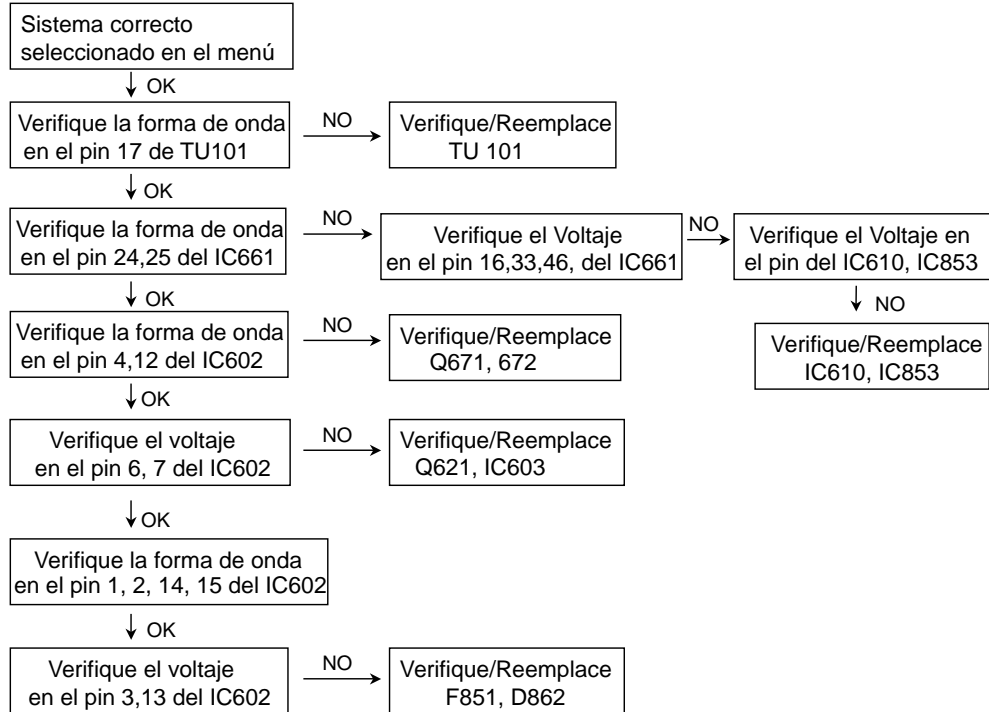 Sistema correcto
seleccionado en el menú
OK
Verifique la forma de onda
en el pin 17 de TU101
NO
Verifique/Reemplace
TU 101
OK
Verifique la forma de onda
en el pin 24,25 del IC661
NO
Verifique el Voltaje
en el pin 16,33,46, del IC661
NO
Verifique el Voltaje en
el pin del IC610, IC853
NO
Verifique/Reemplace
IC610, IC853
OK
Verifique la forma de onda
en el pin 4,12 del IC602
NO
Verifique/Reemplace
Q671, 672
OK
Verifique el voltaje
en el pin 6, 7 del IC602
NO
Verifique/Reemplace
Q621, IC603
OK
Verifique la forma de onda
en el pin 1, 2, 14, 15 del IC602
OK
Verifique el voltaje
en el pin 3,13 del IC602
NO
Verifique/Reemplace
F851, D862